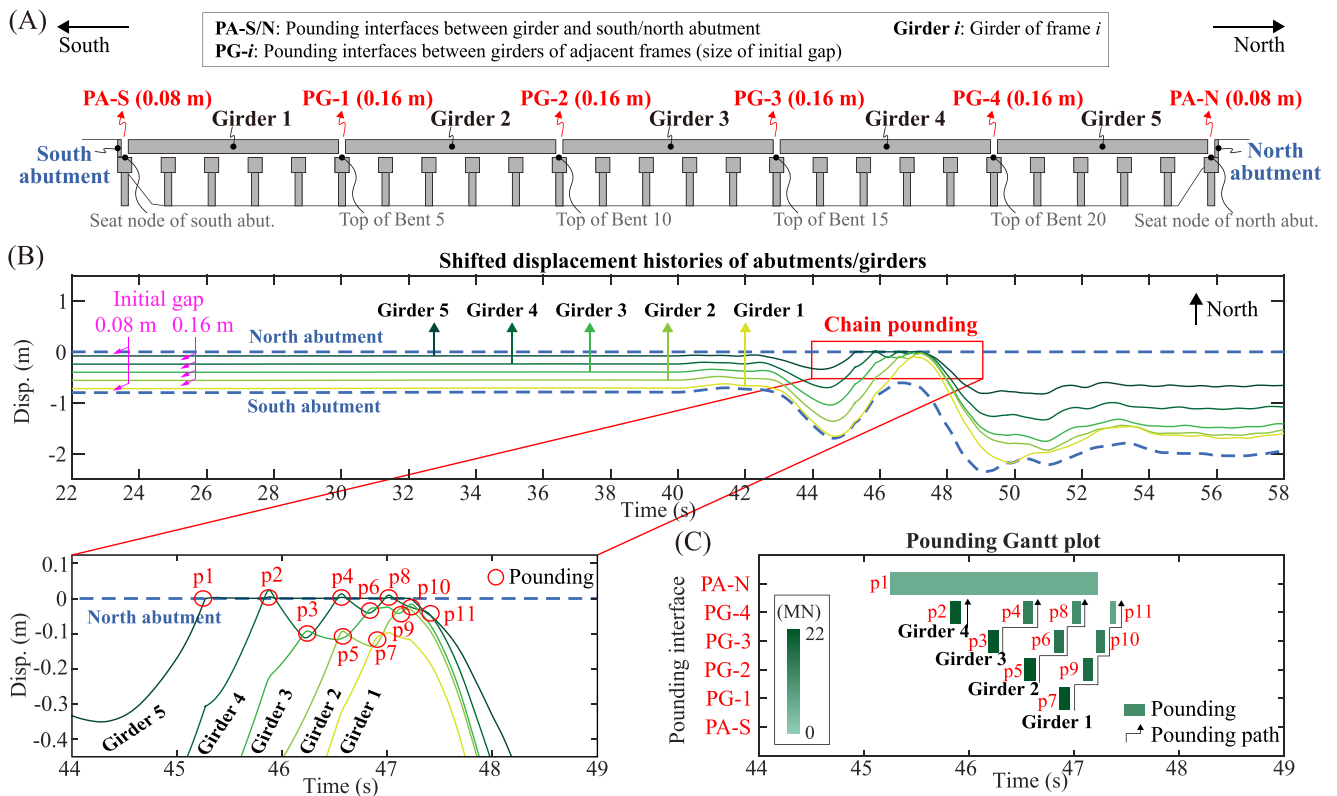 (A)
South
PA-S/N: Pounding interfaces between girder and south/north abutment
Girder i: Girder of frame i
PG-i: Pounding interfaces between girders of adjacent frames (size of initial gap)
North
PA-S (0.08 m)
PG-1 (0.16 m)
PG-2 (0.16 m)
PG-3 (0.16 m)
PG-4 (0.16 m)
PA-N (0.08 m)
Girder 1
Girder 2
Girder 3
Girder 4
Girder 5
South
abutment
North
abutment
Seat node of south abut.
Top of Bent 5
Top of Bent 10
Top of Bent 15
Top of Bent 20
Seat node of north abut.
(B)
Shifted displacement histories of abutments/girders
Disp. (m)
1
0
-1
-2
Initial gap
0.08 m
0.16 m
North abutment
South abutment
Girder 5
Girder 4
Girder 3
Girder 2
Girder 1
Chain pounding
North
22 24 26 28 30 32 34 36 38 40 42 44 46 48 50 52 54 56 58
Time (s)
Disp. (m)
0.1
0
-0.1
-0.2
-0.3
-0.4
North abutment
p1
p2
p3
p4
p5
p6
p7
p8
p9
p10
p11
Pounding
Girder 5
Girder 4
Girder 3
Girder 2
Girder 1
44 45 46 47 48 49
Time (s)
(C)
Pounding Gantt plot
Pounding interface
PA-N
PG-4
PG-3
PG-2
PG-1
PA-S
(MN)
22
0
p1
p2
p4
p8
p11
Girder 4
p3
p6
p10
Girder 3
p5
p9
Girder 2
p7
Girder 1
Pounding
Pounding path
44 45 46 47 48 49
Time (s)